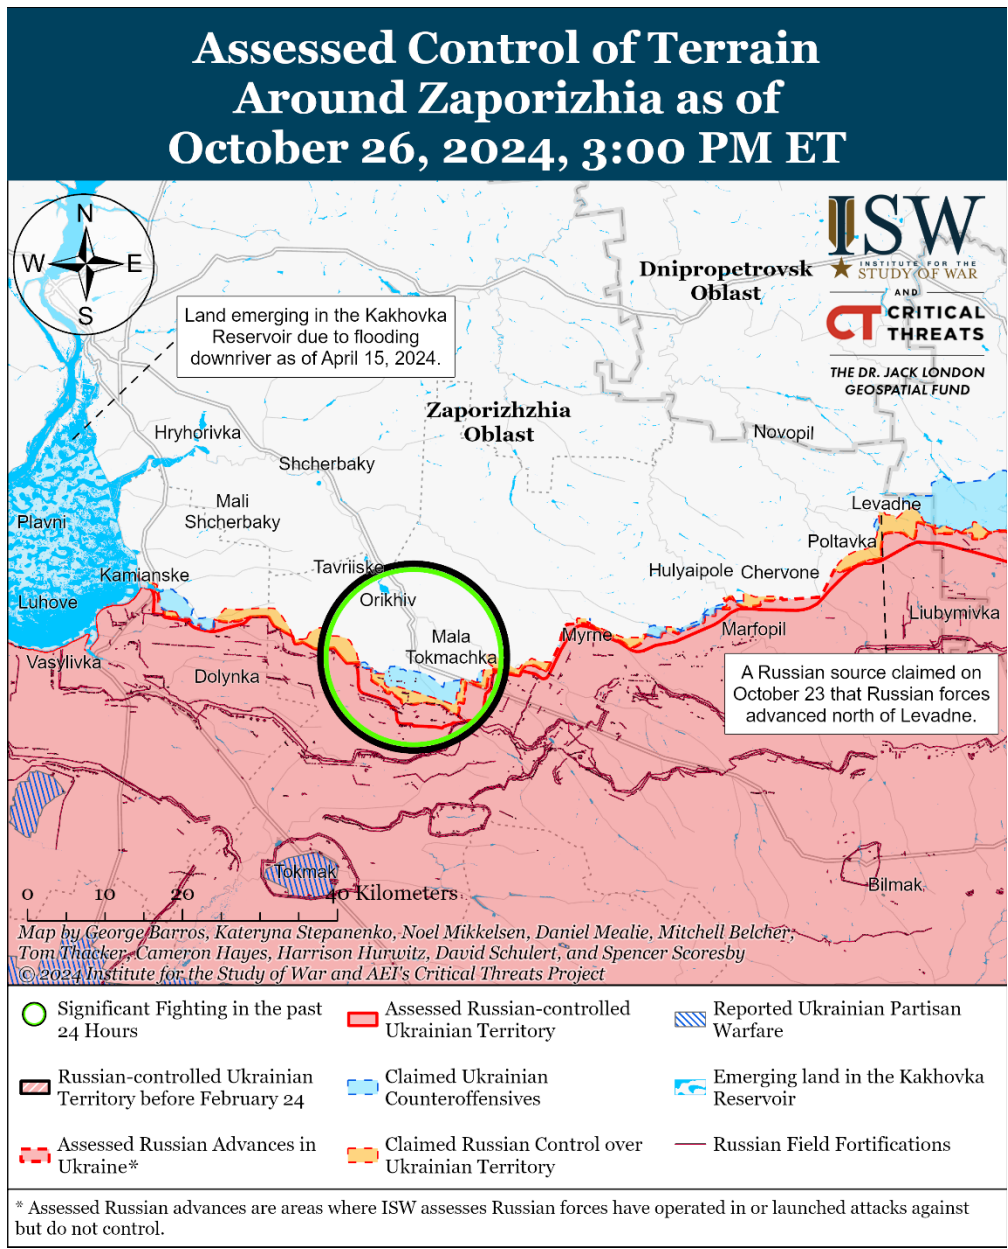 Assessed Control of Terrain
Around Zaporizhia as of
October 26, 2024, 3:00 PM ET
N
W
E
S
ISW
INSTITUTE FOR THE
STUDY OF WAR
AND
CT CRITICAL
THREATS
THE DR. JACK LONDON
GEOSPATIAL FUND
Dnipropetrovsk
Oblast
Land emerging in the Kakhovka
Reservoir due to flooding
downriver as of April 15, 2024.
Zaporizhzhia
Oblast
Hryhorivka
Novopil
Shcherbaky
Mali
Shcherbaky
Levadne
Plavni
Poltavka
Tavriiske
Kamianske
Hulyaipole
Chervone
Luhove
Orikhiv
Liubymivka
Mala
Tokmachka
Myrne
Marfopil
Vasylivka
Dolynka
A Russian source claimed on
October 23 that Russian forces
advanced north of Levadne.
Tokmak
Bilmak
0 20 40 Kilometers
Map by George Barros, Kateryna Stepanenko, Noel Mikkelsen, Daniel Mealie, Mitchell Belcher,
Tom Thacker, Cameron Hayes, Harrison Hurwitz, David Schulert, and Spencer Scoresby
© 2024 Institute for the Study of War and AEI's Critical Threats Project
Significant Fighting in the past
24 Hours
Assessed Russian-controlled
Ukrainian Territory
Reported Ukrainian Partisan
Warfare
Russian-controlled Ukrainian
Territory before February 24
Claimed Ukrainian
Counteroffensives
Emerging land in the Kakhovka
Reservoir
Assessed Russian Advances in
Ukraine*
Claimed Russian Control over
Ukrainian Territory
Russian Field Fortifications
* Assessed Russian advances are areas where ISW assesses Russian forces have operated in or launched attacks against
but do not control.